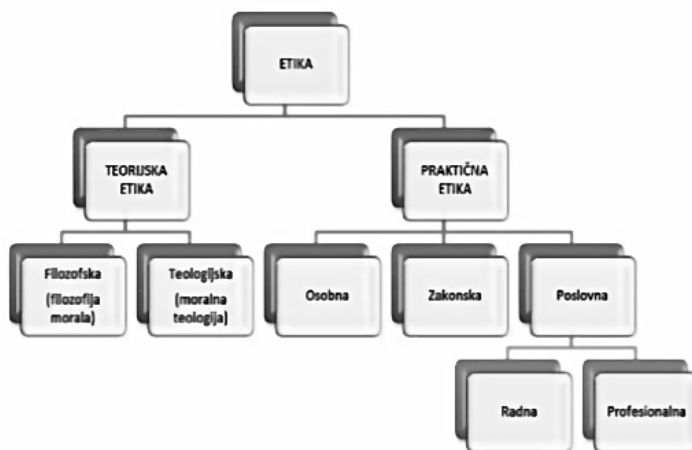 ETIKA
TEORIJSKA
ETIKA
PRAKTIČNA
ETIKA
Filozofska
(filozofija
morala)
Teologijska
(moralna
teologija)
Osobna
Zakonska
Poslovna
Radna
Profesionalna